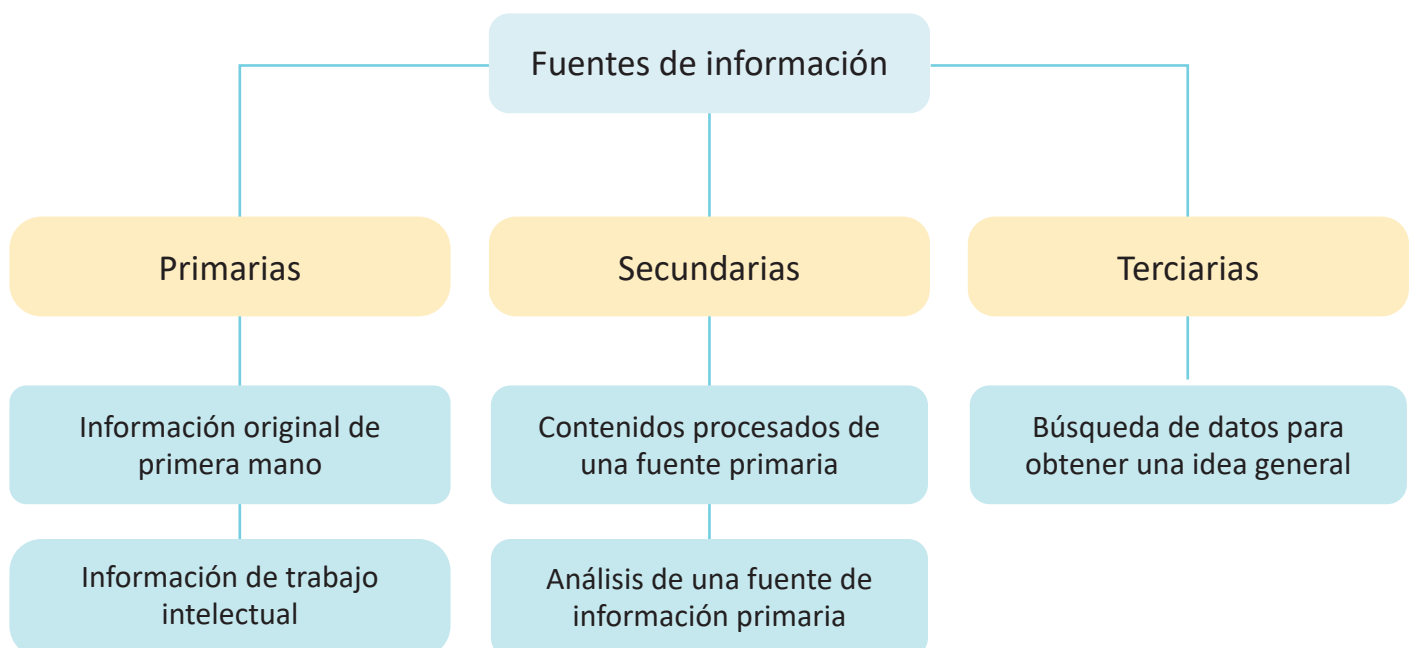 Fuentes de información
Primarias
Secundarias
Terciarias
Información original de
primera mano
Contenidos procesados de
una fuente primaria
Búsqueda de datos para
obtener una idea general
Información de trabajo
intelectual
Análisis de una fuente de
información primaria